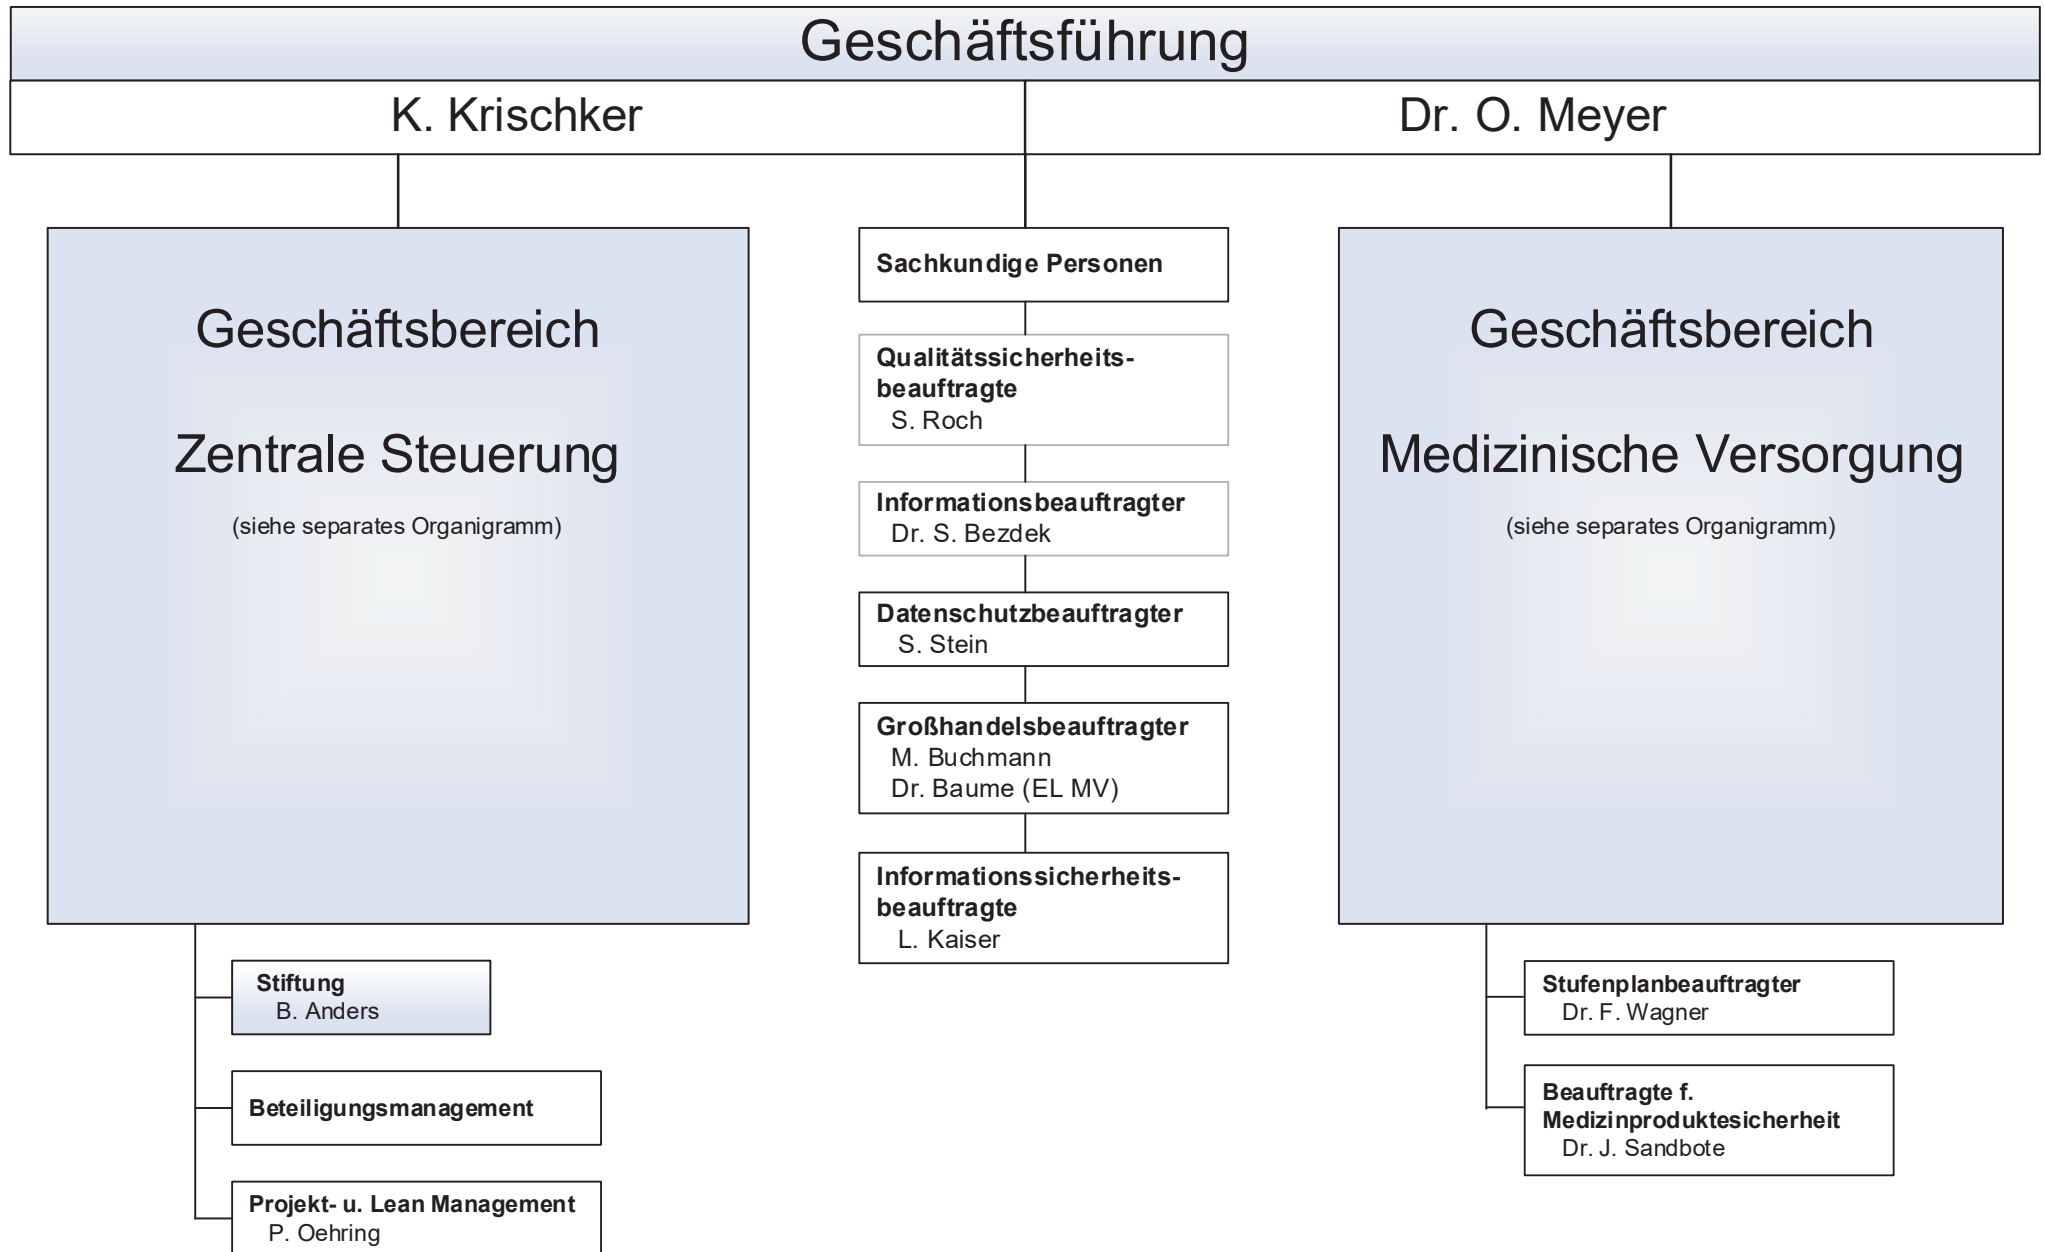 Geschäftsführung
K. Krischker
Dr. O. Meyer
Geschäftsbereich
Zentrale Steuerung
(siehe separates Organigramm)
Stiftung
B. Anders
Beteiligungsmanagement
Projekt- u. Lean Management
P. Oehring
Sachkundige Personen
Qualitätssicherheits-
beauftragte
S. Roch
Informationsbeauftragter
Dr. S. Bezdek
Datenschutzbeauftragter
S. Stein
Großhandelsbeauftragter
M. Buchmann
Dr. Baume (EL MV)
Informationssicherheits-
beauftragte
L. Kaiser
Geschäftsbereich
Medizinische Versorgung
(siehe separates Organigramm)
Stufenplanbeauftragter
Dr. F. Wagner
Beauftragte f.
Medizinproduktesicherheit
Dr. J. Sandbote